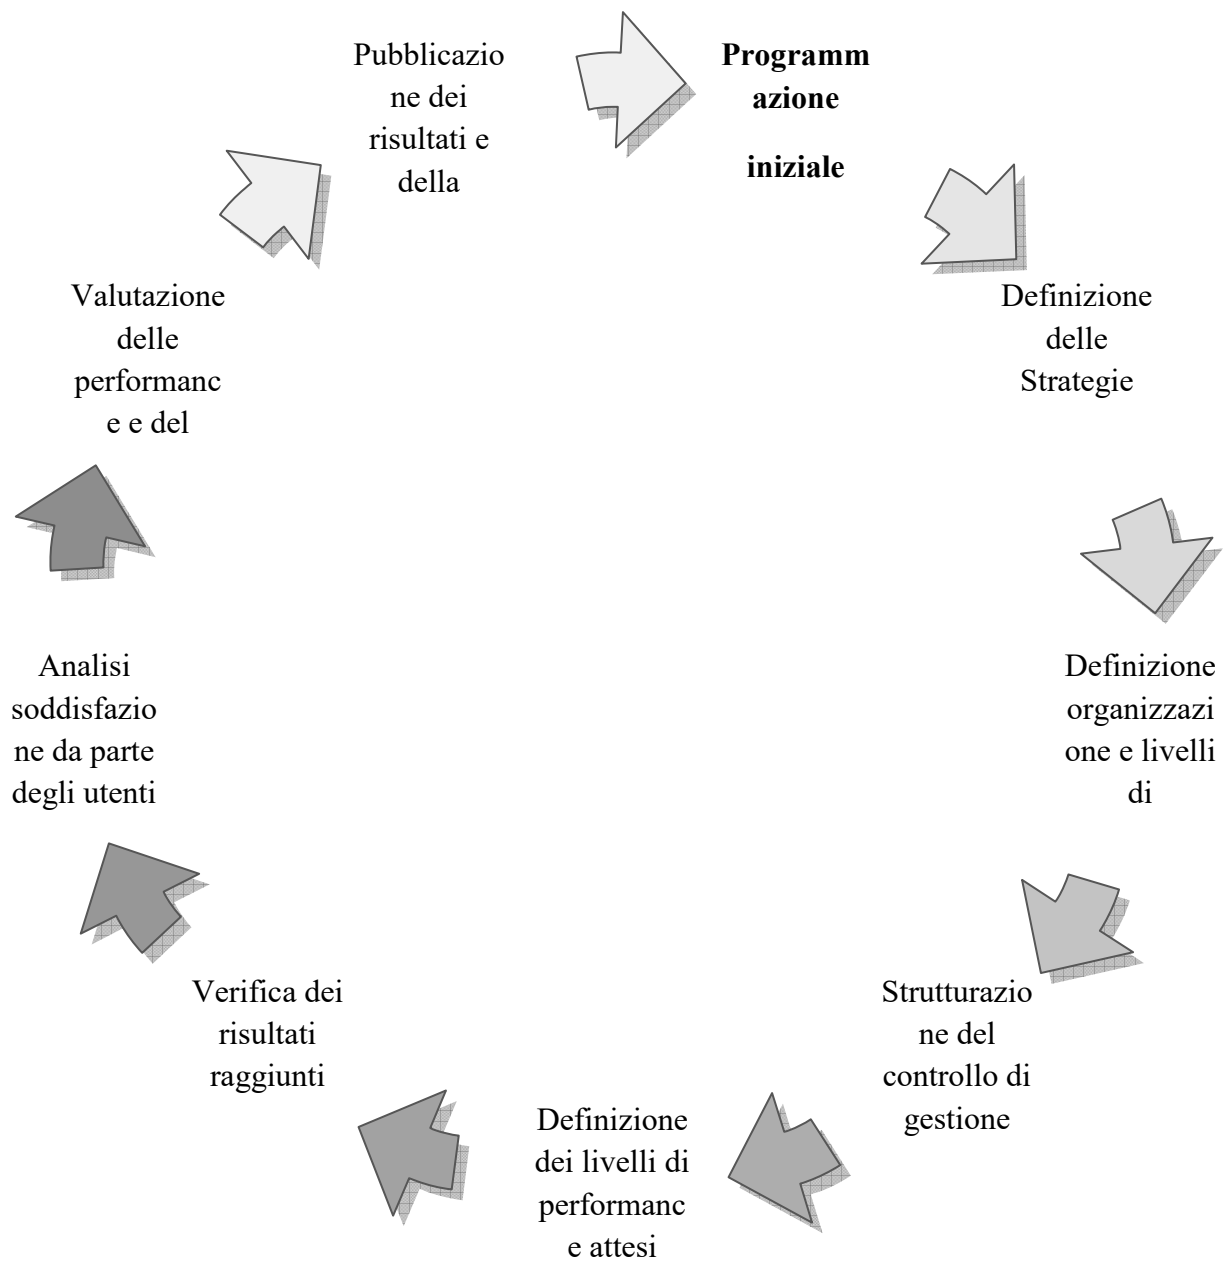 Programm
azione
iniziale
Definizione
delle
Strategie
Definizione
organizzazi
one e livelli
di
Strutturazio
ne del
controllo di
gestione
Definizione
dei livelli di
performanc
e attesi
Verifica dei
risultati
raggiunti
Analisi
soddisfazio
ne da parte
degli utenti
Valutazione
delle
performanc
e e del
Pubblicazio
ne dei
risultati e
della